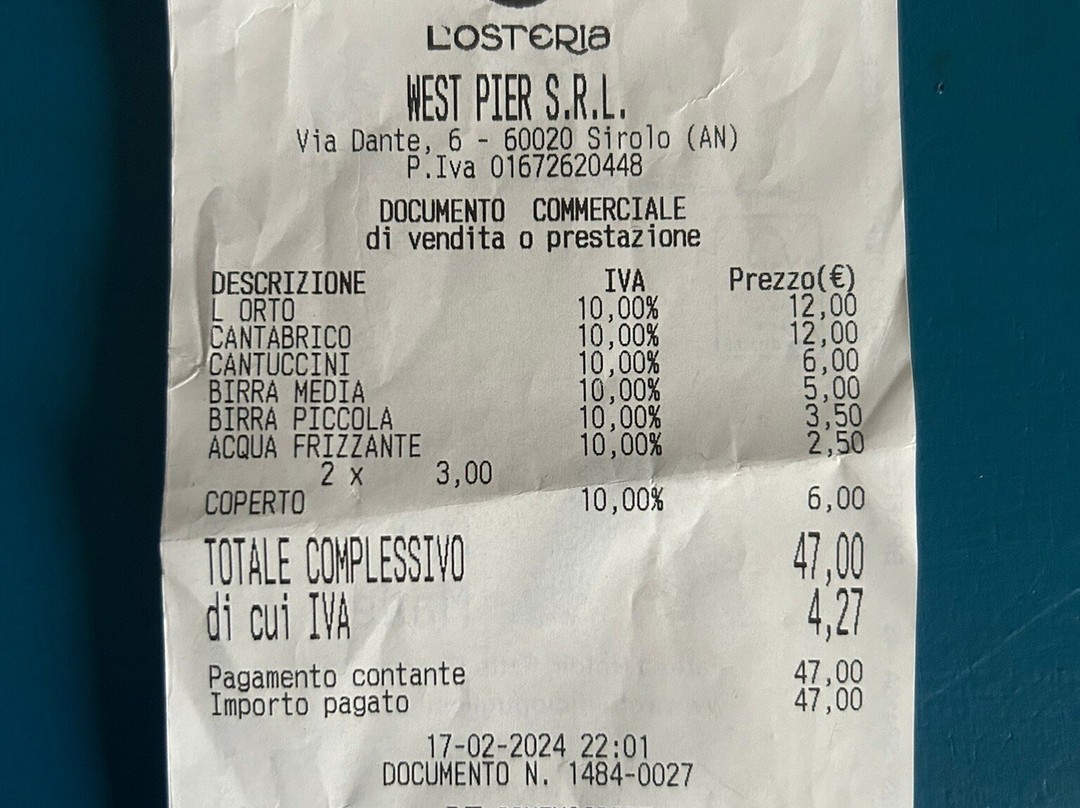 L'OSTERIA
WEST PIER S.R.L.
Via Dante, 6 - 60020 Sirolo (AN)
P.Iva 01672620448
DOCUMENTO COMMERCIALE
di vendita o prestazione
DESCRIZIONE IVA Prezzo(€)
L ORTO 10,00% 12,00
CANTABRICO 10,00% 12,00
CANTUCCINI 10,00% 6,00
BIRRA MEDIA 10,00% 5,00
BIRRA PICCOLA 10,00% 3,50
ACQUA FRIZZANTE 10,00% 2,50
2 x 3,00
COPERTO 10,00% 6,00
TOTALE COMPLESSIVO 47,00
di cui IVA 4,27
Pagamento contante 47,00
Importo pagato 47,00
17-02-2024 22:01
DOCUMENTO N. 1484-0027